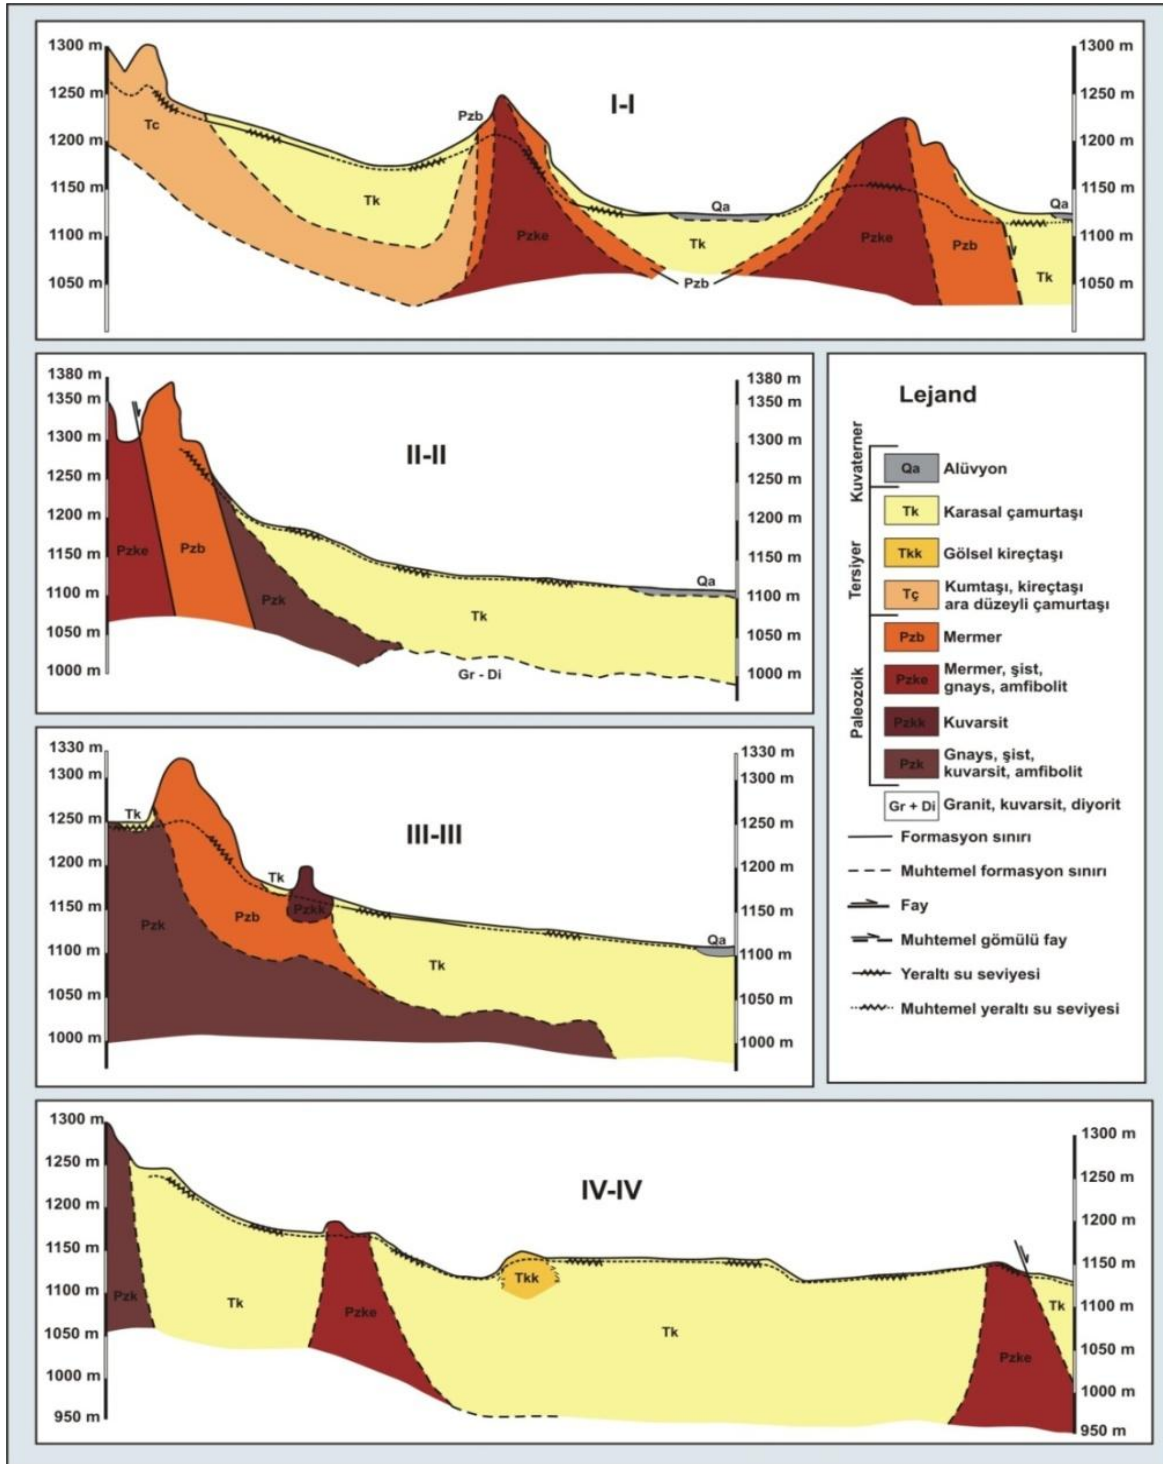 I-I
1300 m
1250 m
1200 m
1150 m
1100 m
1050 m
1300 m
1250 m
1200 m
1150 m
1100 m
1050 m
Tc
Tk
Pzb
Pzke
Qa
Tk
Pzb
Pzke
Pzb
Qa
Tk
II-II
1380 m
1350 m
1300 m
1250 m
1200 m
1150 m
1100 m
1050 m
1000 m
1380 m
1350 m
1300 m
1250 m
1200 m
1150 m
1100 m
1050 m
1000 m
Pzke
Pzb
Pzk
Tk
Qa
Gr - Di
Lejand
Kuvaterner
Tersiyer
Paleozoik
Qa Alüvyon
Tk Karasal çamurtaşı
Tkk Gölsel kireçtaşı
Tç Kumtaşı, kireçtaşı
ara düzeyli çamurtaşı
Pzb Mermer
Pzke Mermer, şist,
gnays, amfibolit
Pzkk Kuvarsit
Pzk Gnays, şist,
kuvarsit, amfibolit
Gr + Di Granit, kuvarsit, diyorit
Formasyon sınırı
Muhtemel formasyon sınırı
Fay
Muhtemel gömülü fay
Yeraltı su seviyesi
Muhtemel yeraltı su seviyesi
III-III
1330 m
1300 m
1250 m
1200 m
1150 m
1100 m
1050 m
1000 m
1330 m
1300 m
1250 m
1200 m
1150 m
1100 m
1050 m
1000 m
Tk
Pzk
Pzb
Tk
Pzkk
Tk
Qa
IV-IV
1300 m
1250 m
1200 m
1150 m
1100 m
1050 m
1000 m
950 m
1300 m
1250 m
1200 m
1150 m
1100 m
1050 m
1000 m
950 m
Pzk
Tk
Pzke
Tkk
Tk
Pzke
Tk